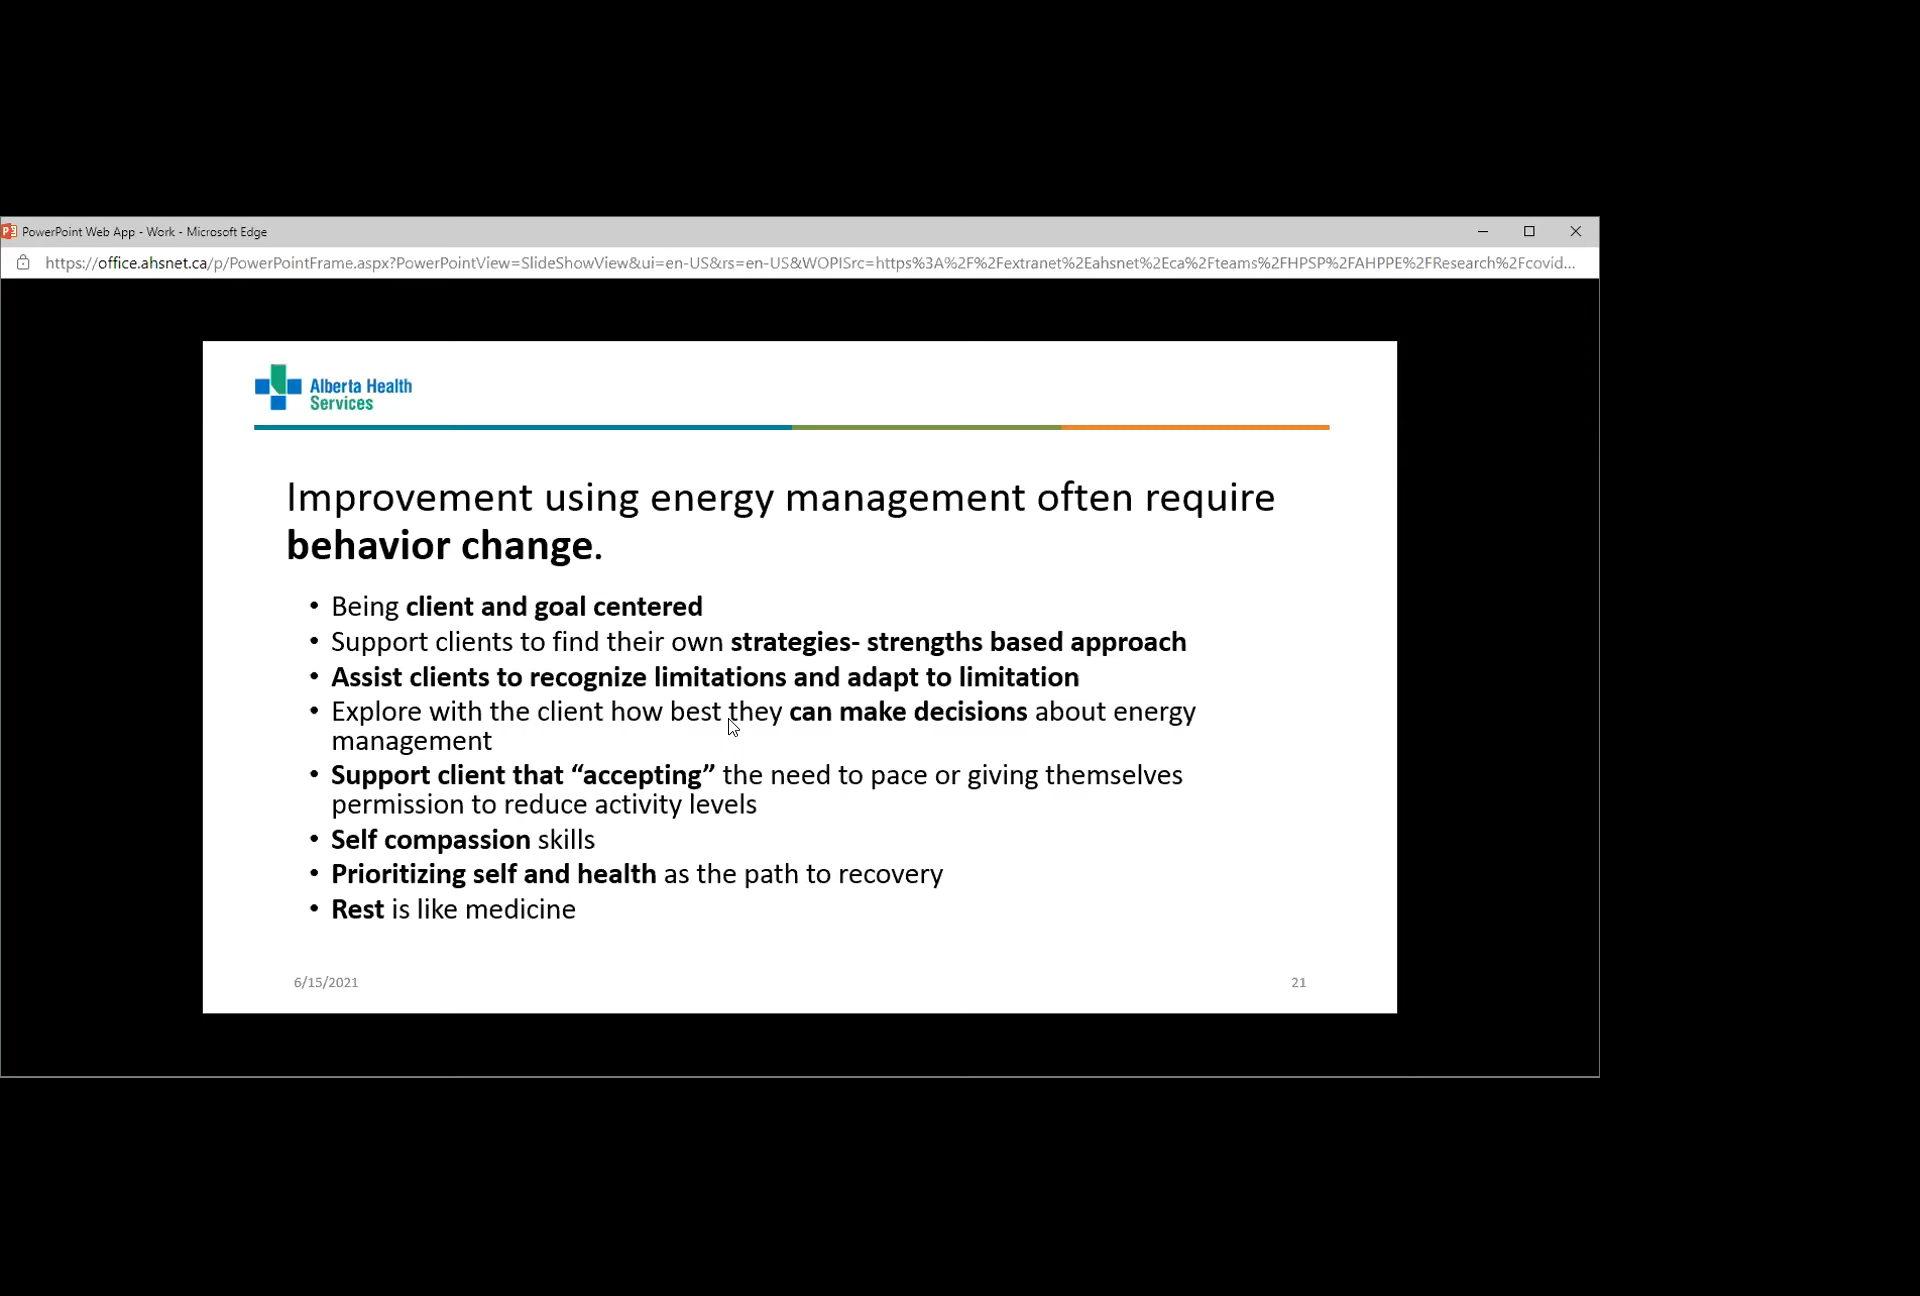 PowerPoint Web App - Work - Microsoft Edge
https://office.ahsnet.ca/p/PowerPointFrame.aspx?PowerPointView=SlideShowView&ui=en-US&rs=en-US&WOPISrc=https%3A%2F%2Fextranet%2Eahsnet%2Eca%2Fteams%2FHPSP%2FAHPPE%2FResearch%2Fcovid...
Alberta Health
Services
Improvement using energy management often require
behavior change.
• Being client and goal centered
• Support clients to find their own strategies- strengths based approach
• Assist clients to recognize limitations and adapt to limitation
• Explore with the client how best they can make decisions about energy
management
• Support client that “accepting” the need to pace or giving themselves
permission to reduce activity levels
• Self compassion skills
• Prioritizing self and health as the path to recovery
• Rest is like medicine
6/15/2021
21